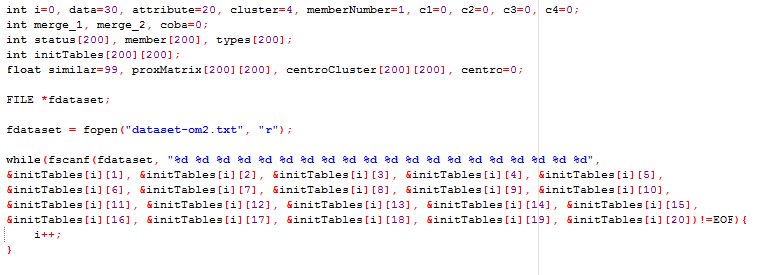 int i=0, data=30, attribute=20, cluster=4, memberNumber=1, c1=0, c2=0, c3=0, c4=0;
int merge_1, merge_2, coba=0;
int status[200], member[200], types[200];
int initTables[200][200];
float similar=99, proxMatrix[200][200], centroCluster[200][200], centro=0;
FILE *fdataset;
fdataset = fopen("dataset-om2.txt", "r");
while(fscanf(fdataset, "%d %d %d %d %d %d %d %d %d %d %d %d %d %d %d %d %d %d %d %d",
&initTables[i][1], &initTables[i][2], &initTables[i][3], &initTables[i][4], &initTables[i][5],
&initTables[i][6], &initTables[i][7], &initTables[i][8], &initTables[i][9], &initTables[i][10],
&initTables[i][11], &initTables[i][12], &initTables[i][13], &initTables[i][14], &initTables[i][15],
&initTables[i][16], &initTables[i][17], &initTables[i][18], &initTables[i][19], &initTables[i][20])!=EOF){
    i++;
}